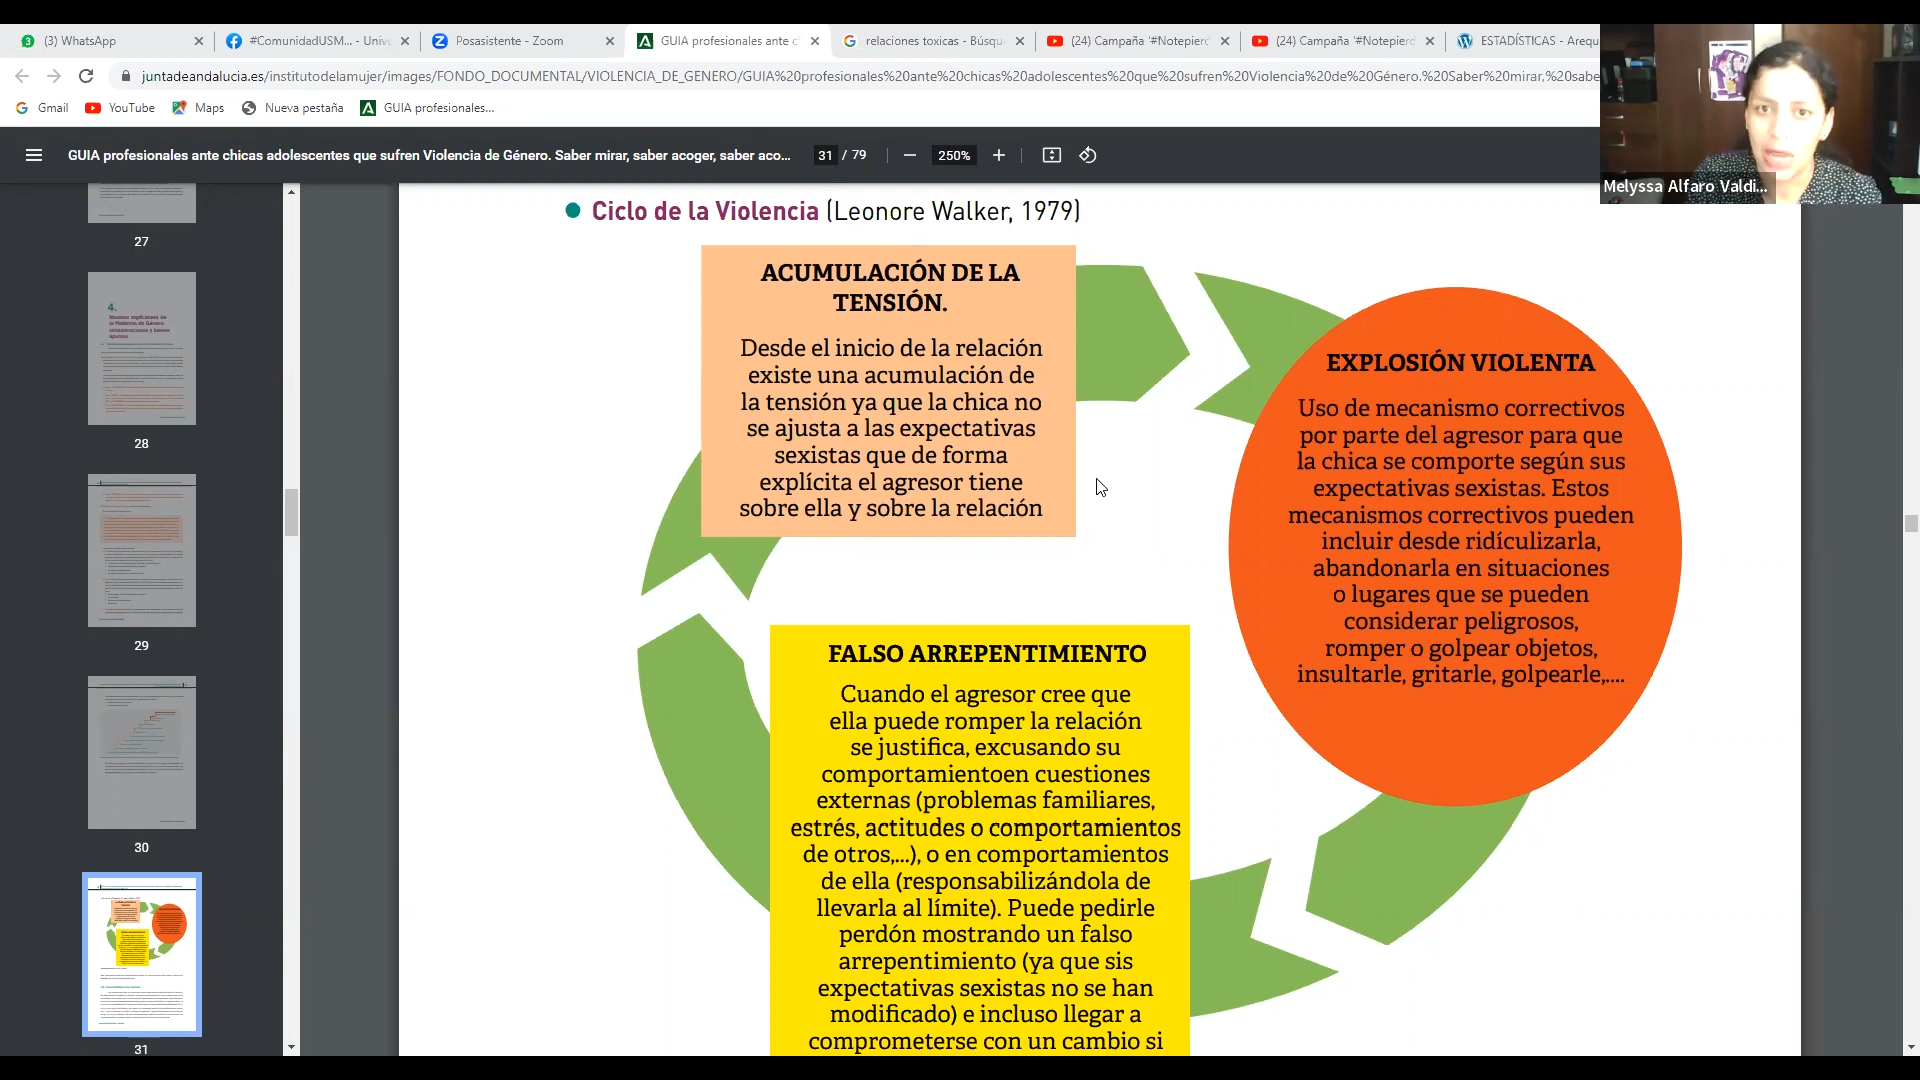 (3) WhatsApp
#ComunidadUSM... - Unive
Posasistente - Zoom
GUIA profesionales ante c
relaciones toxicas - Búsqu
(24) Campaña '#Notepierd
(24) Campaña '#Notepierd
ESTADÍSTICAS - Arequ
juntadeandalucia.es/institutodelamujer/images/FONDO_DOCUMENTAL/VIOLENCIA_DE_GENERO/GUIA%20profesionales%20ante%20chicas%20adolescentes%20que%20sufren%20Violencia%20de%20Género.%20Saber%20mirar,%20sabe
Gmail
YouTube
Maps
Nueva pestaña
GUIA profesionales...
GUIA profesionales ante chicas adolescentes que sufren Violencia de Género. Saber mirar, saber acoger, saber aco...
31 / 79
250%
Melyssa Alfaro Valdi...
27
28
29
30
31
Ciclo de la Violencia (Leonore Walker, 1979)
ACUMULACIÓN DE LA
TENSIÓN.
Desde el inicio de la relación
existe una acumulación de
la tensión ya que la chica no
se ajusta a las expectativas
sexistas que de forma
explícita el agresor tiene
sobre ella y sobre la relación
EXPLOSIÓN VIOLENTA
Uso de mecanismo correctivos
por parte del agresor para que
la chica se comporte según sus
expectativas sexistas. Estos
mecanismos correctivos pueden
incluir desde ridículizarla,
abandonarla en situaciones
o lugares que se pueden
considerar peligrosos,
romper o golpear objetos,
insultarle, gritarle, golpearle,....
FALSO ARREPENTIMIENTO
Cuando el agresor cree que
ella puede romper la relación
se justifica, excusando su
comportamientoen cuestiones
externas (problemas familiares,
estrés, actitudes o comportamientos
de otros,...), o en comportamientos
de ella (responsabilizándola de
llevarla al límite). Puede pedirle
perdón mostrando un falso
arrepentimiento (ya que sis
expectativas sexistas no se han
modificado) e incluso llegar a
comprometerse con un cambio si